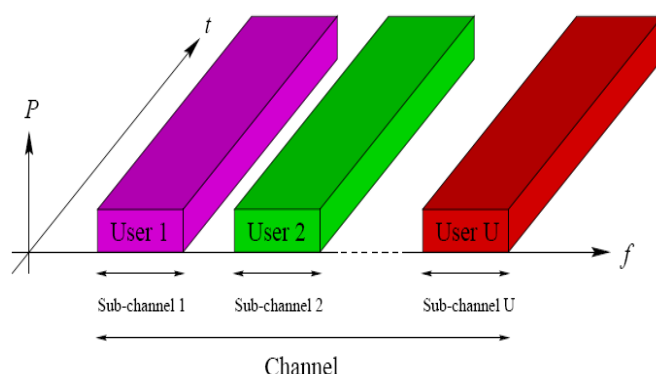 t
P
User 1
User 2
User U
f
Sub-channel 1
Sub-channel 2
Sub-channel U
Channel